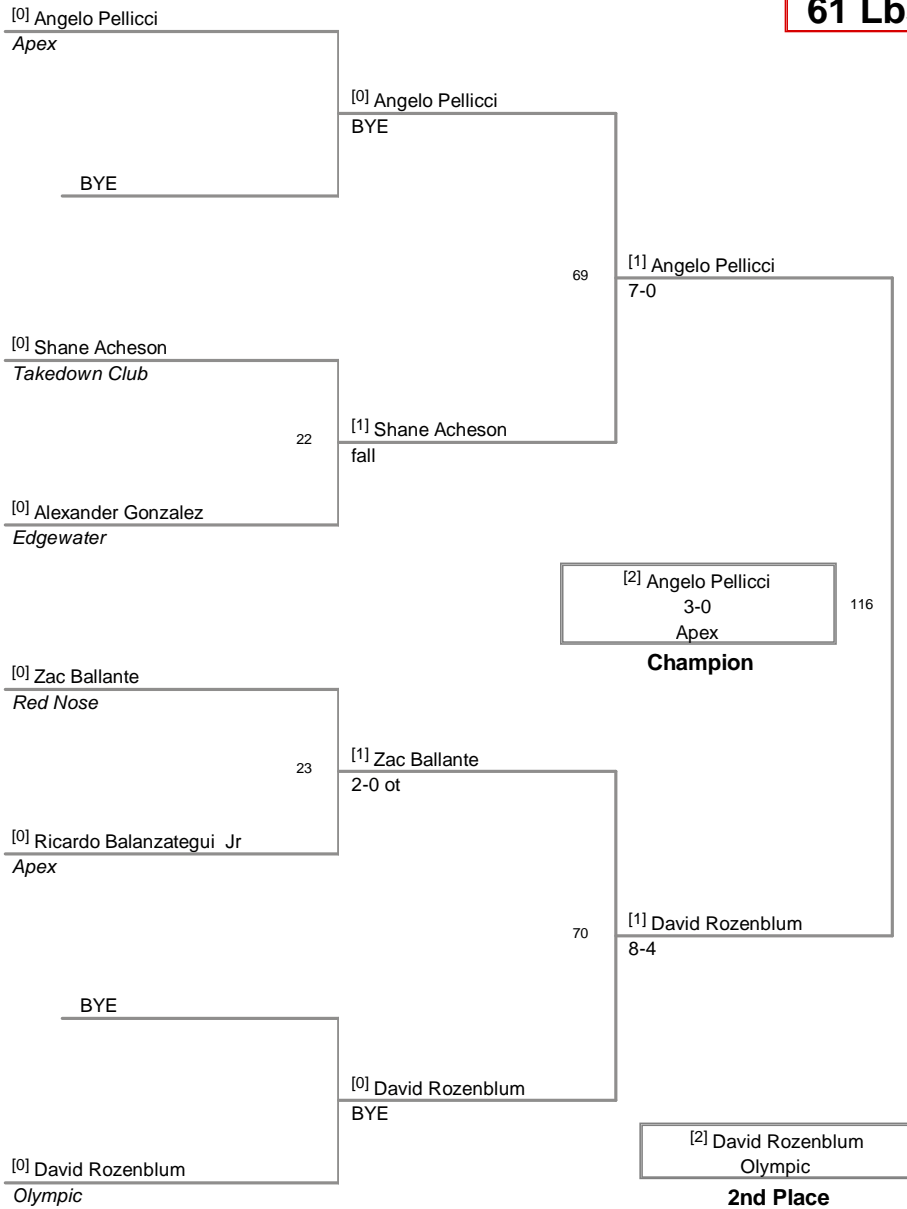 61 Lb
[0] Angelo Pellicci
Apex
[0] Angelo Pellicci
BYE
BYE
69
[1] Angelo Pellicci
7-0
[0] Shane Acheson
Takedown Club
22
[1] Shane Acheson
fall
[0] Alexander Gonzalez
Edgewater
[2] Angelo Pellicci
3-0
Apex
116
Champion
[0] Zac Ballante
Red Nose
23
[1] Zac Ballante
2-0 ot
[0] Ricardo Balanzategui Jr
Apex
70
[1] David Rozenblum
8-4
BYE
[0] David Rozenblum
BYE
[2] David Rozenblum
Olympic
2nd Place
[0] David Rozenblum
Olympic